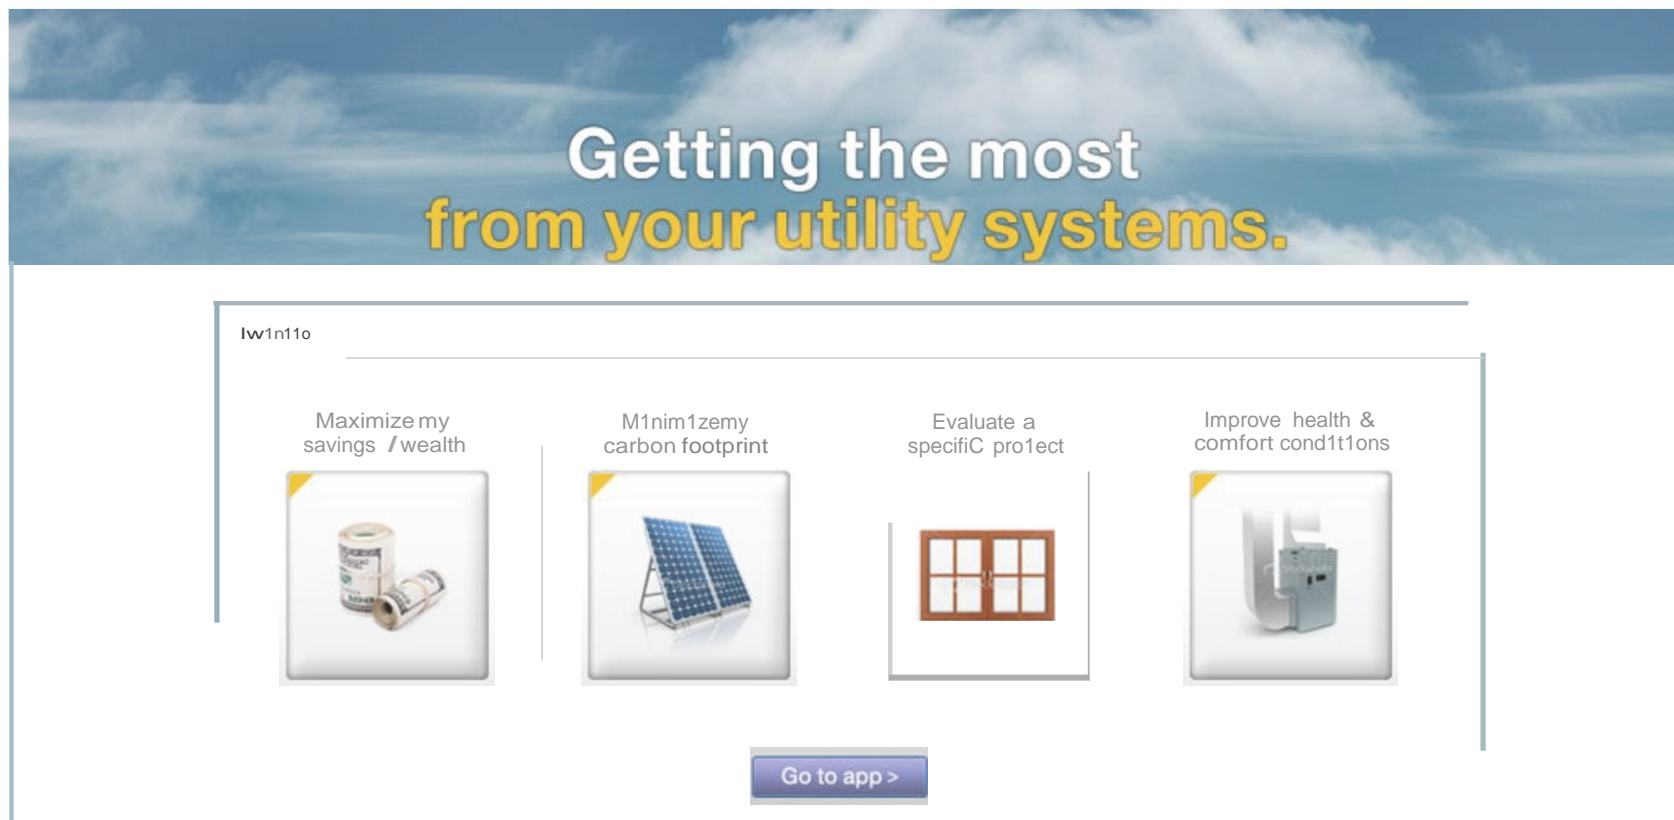 Getting the most
from your utility systems.
Iw1n11o
Maximize my
savings / wealth
M1nim1zemy
carbon footprint
Evaluate a
specifiC pro1ect
Improve health &
comfort cond1t1ons
Go to app >